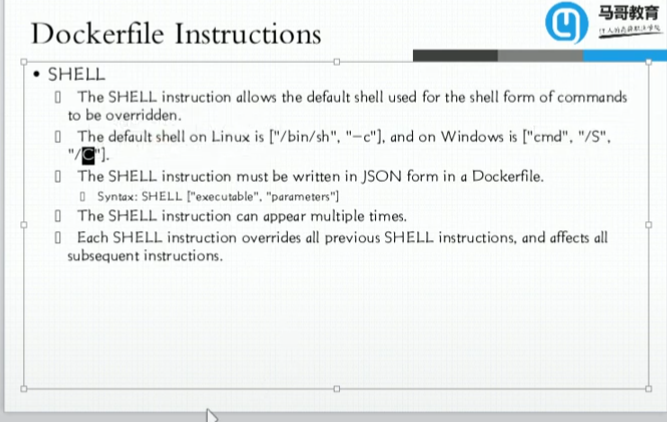 Dockerfile Instructions
马哥教育
• SHELL
▯ The SHELL instruction allows the default shell used for the shell form of commands
to be overridden.
▯ The default shell on Linux is ["/bin/sh", "-c"], and on Windows is ["cmd", "/S",
"/C"].
▯ The SHELL instruction must be written in JSON form in a Dockerfile.
▯ Syntax: SHELL ["executable", "parameters"]
▯ The SHELL instruction can appear multiple times.
▯ Each SHELL instruction overrides all previous SHELL instructions, and affects all
subsequent instructions.